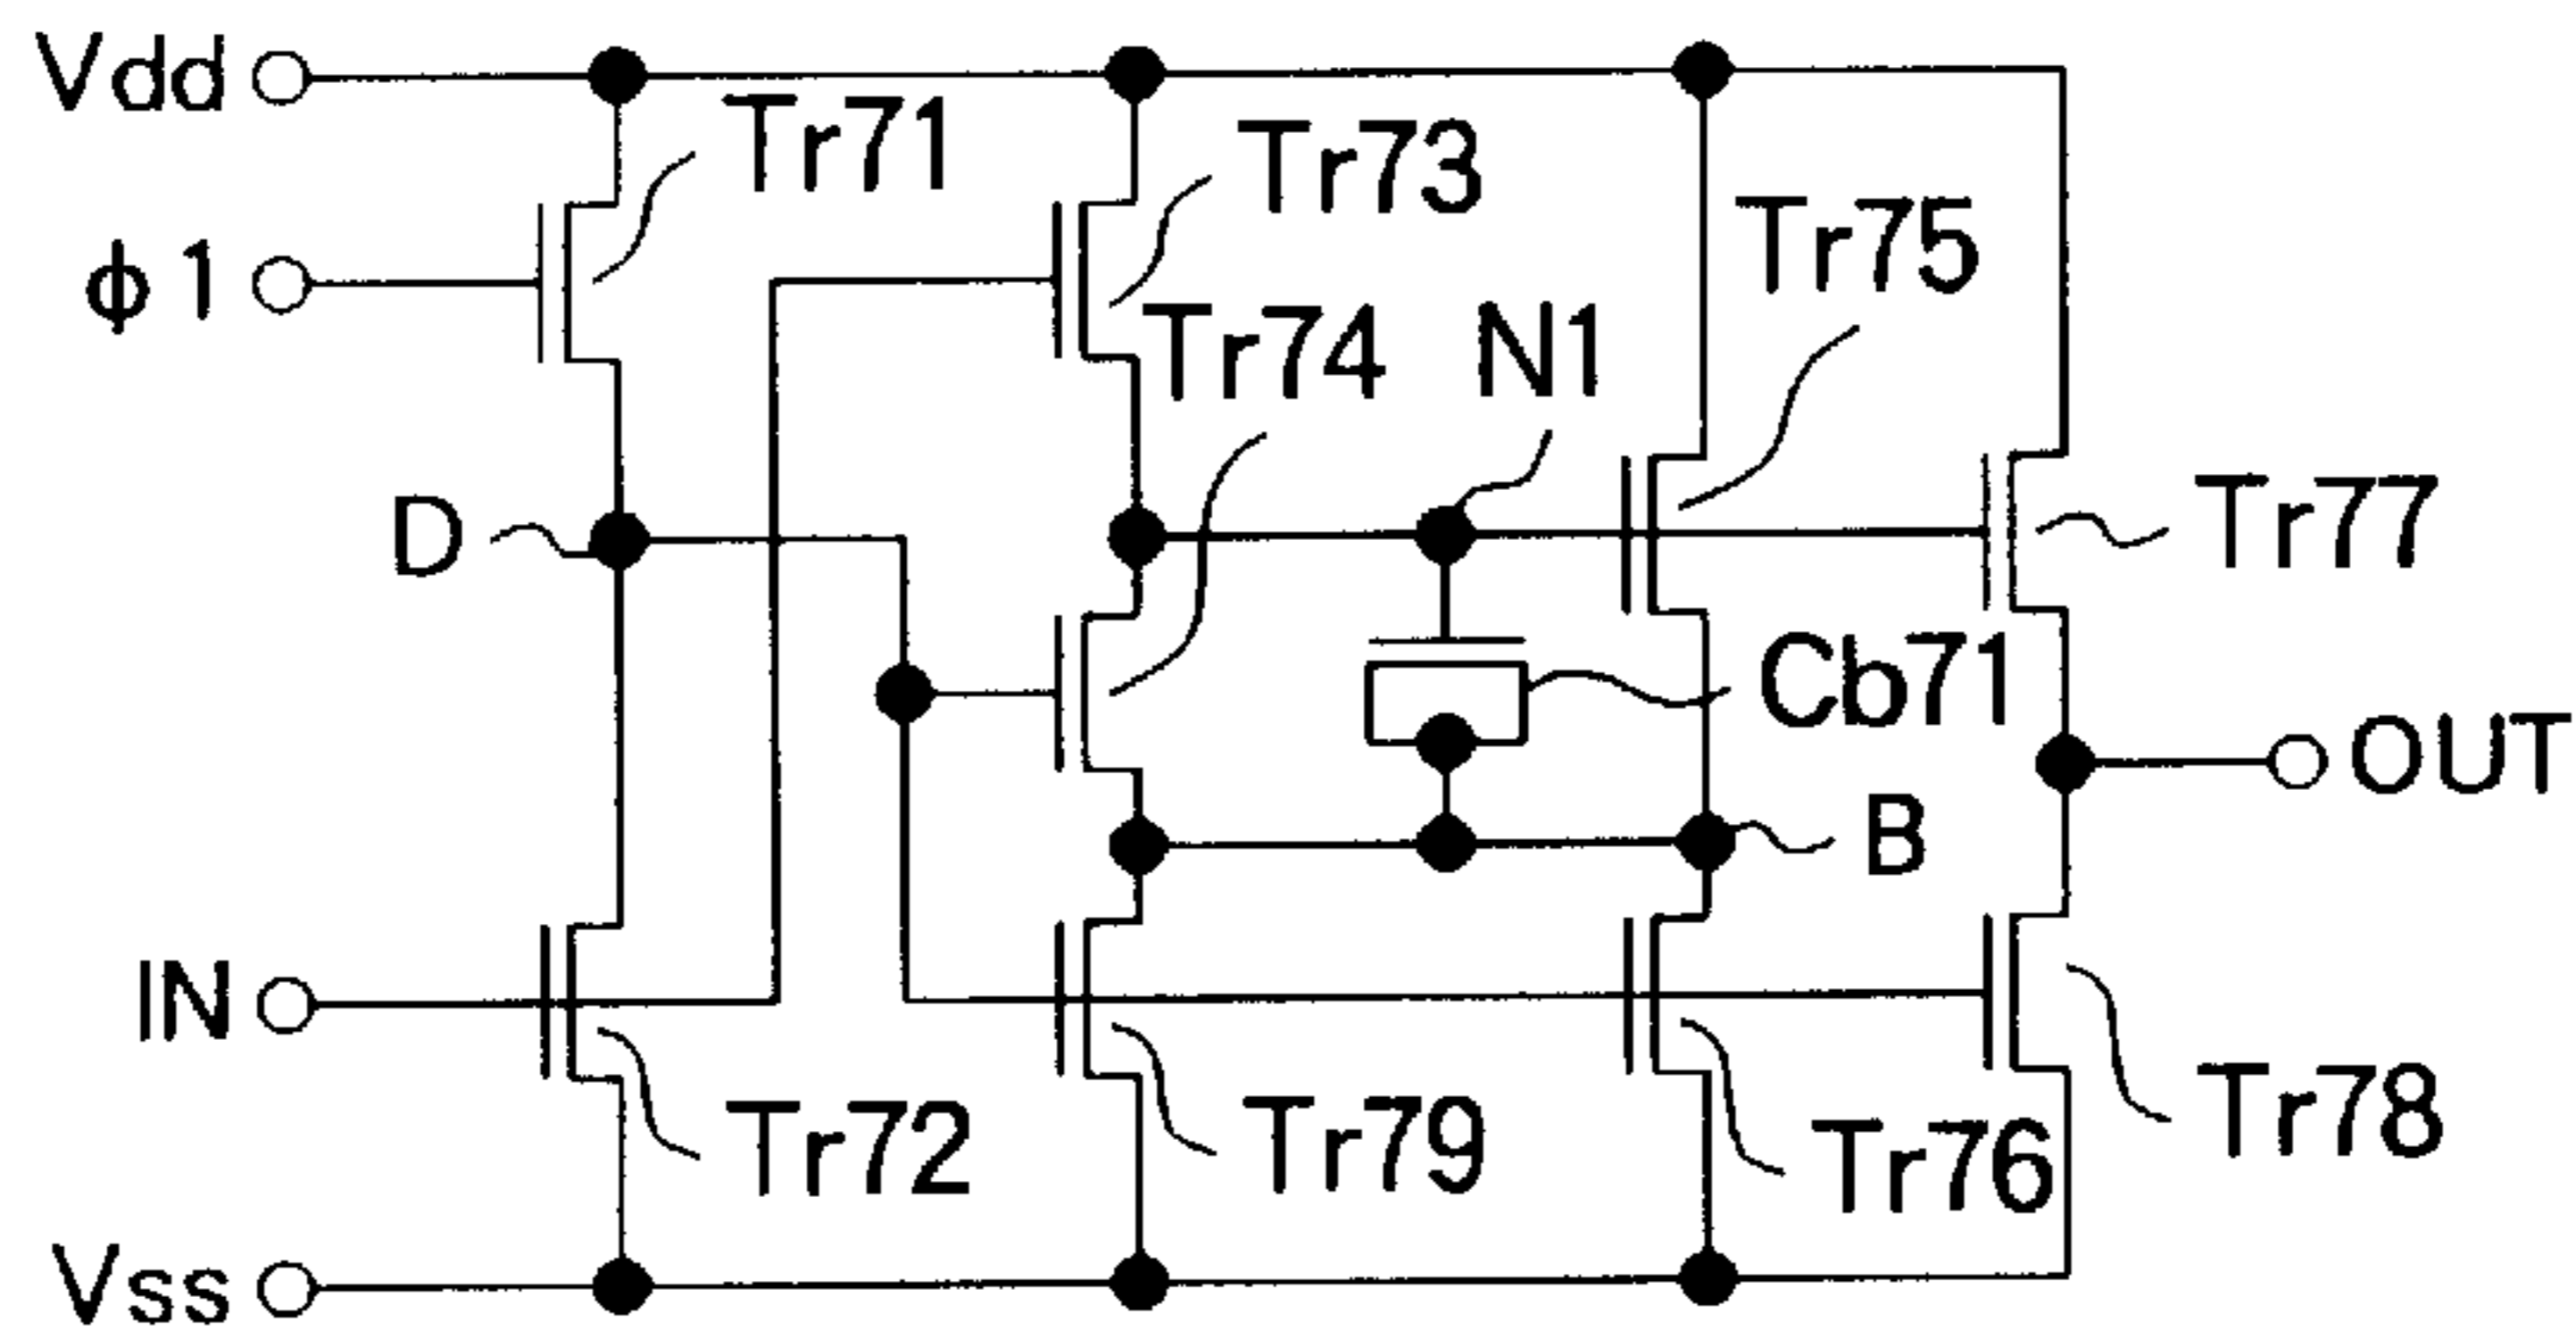 Vdd
Tr71
Tr73
Tr75
φ1
Tr74
N1
D
Tr77
Cb71
OUT
B
IN
Tr72
Tr79
Tr76
Tr78
Vss